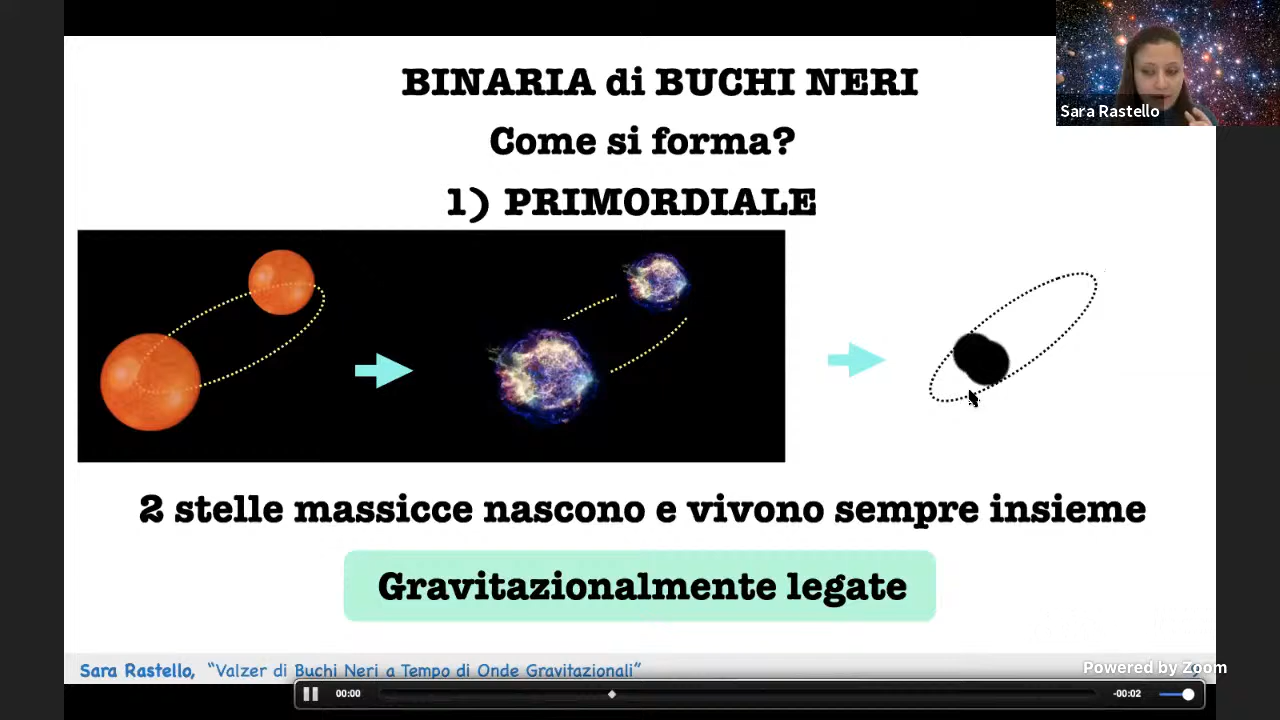 BINARIA di BUCHI NERI
Sara Rastello
Come si forma?
1) PRIMORDIALE
2 stelle massicce nascono e vivono sempre insieme
Gravitazionalmente legate
Sara Rastello, “Valzer di Buchi Neri a Tempo di Onde Gravitazionali”
Powered by Zoom
00:00
-00:02